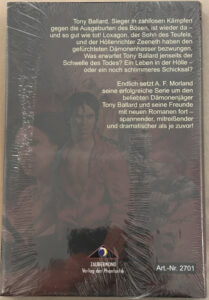 Tony Ballard, Sieger in zahllosen Kämpfen
gegen die Ausgeburten des Bösen, ist wieder da –
und so gut wie tot! Loxagon, der Sohn des Teufels,
und der Höllenrichter Zeeneth haben den
gefürchteten Dämonenhasser bezwungen.
Was erwartet Tony Ballard jenseits der
Schwelle des Todes? Ein Leben in der Hölle –
oder ein noch schlimmeres Schicksal?
Endlich setzt A. F. Morland
seine erfolgreiche Serie um den
beliebten Dämonenjäger
Tony Ballard und seine Freunde
mit neuen Romanen fort –
spannender, mitreißender
und dramatischer als je zuvor!
ZAUBERMOND
Verlag der Phantastik
Art.-Nr. 2701